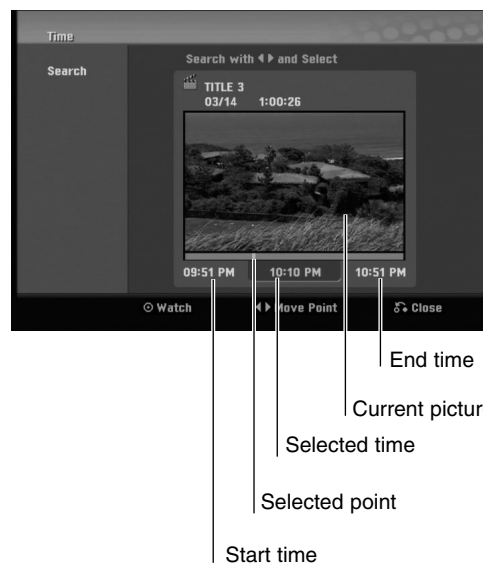 Time
Search
Search with ◀ ▶ and Select
TITLE 3
03/14 1:00:26
09:51 PM 10:10 PM 10:51 PM
⊙ Watch ◀ ▶ Move Point Close
End time
Current pictur
Selected time
Selected point
Start time